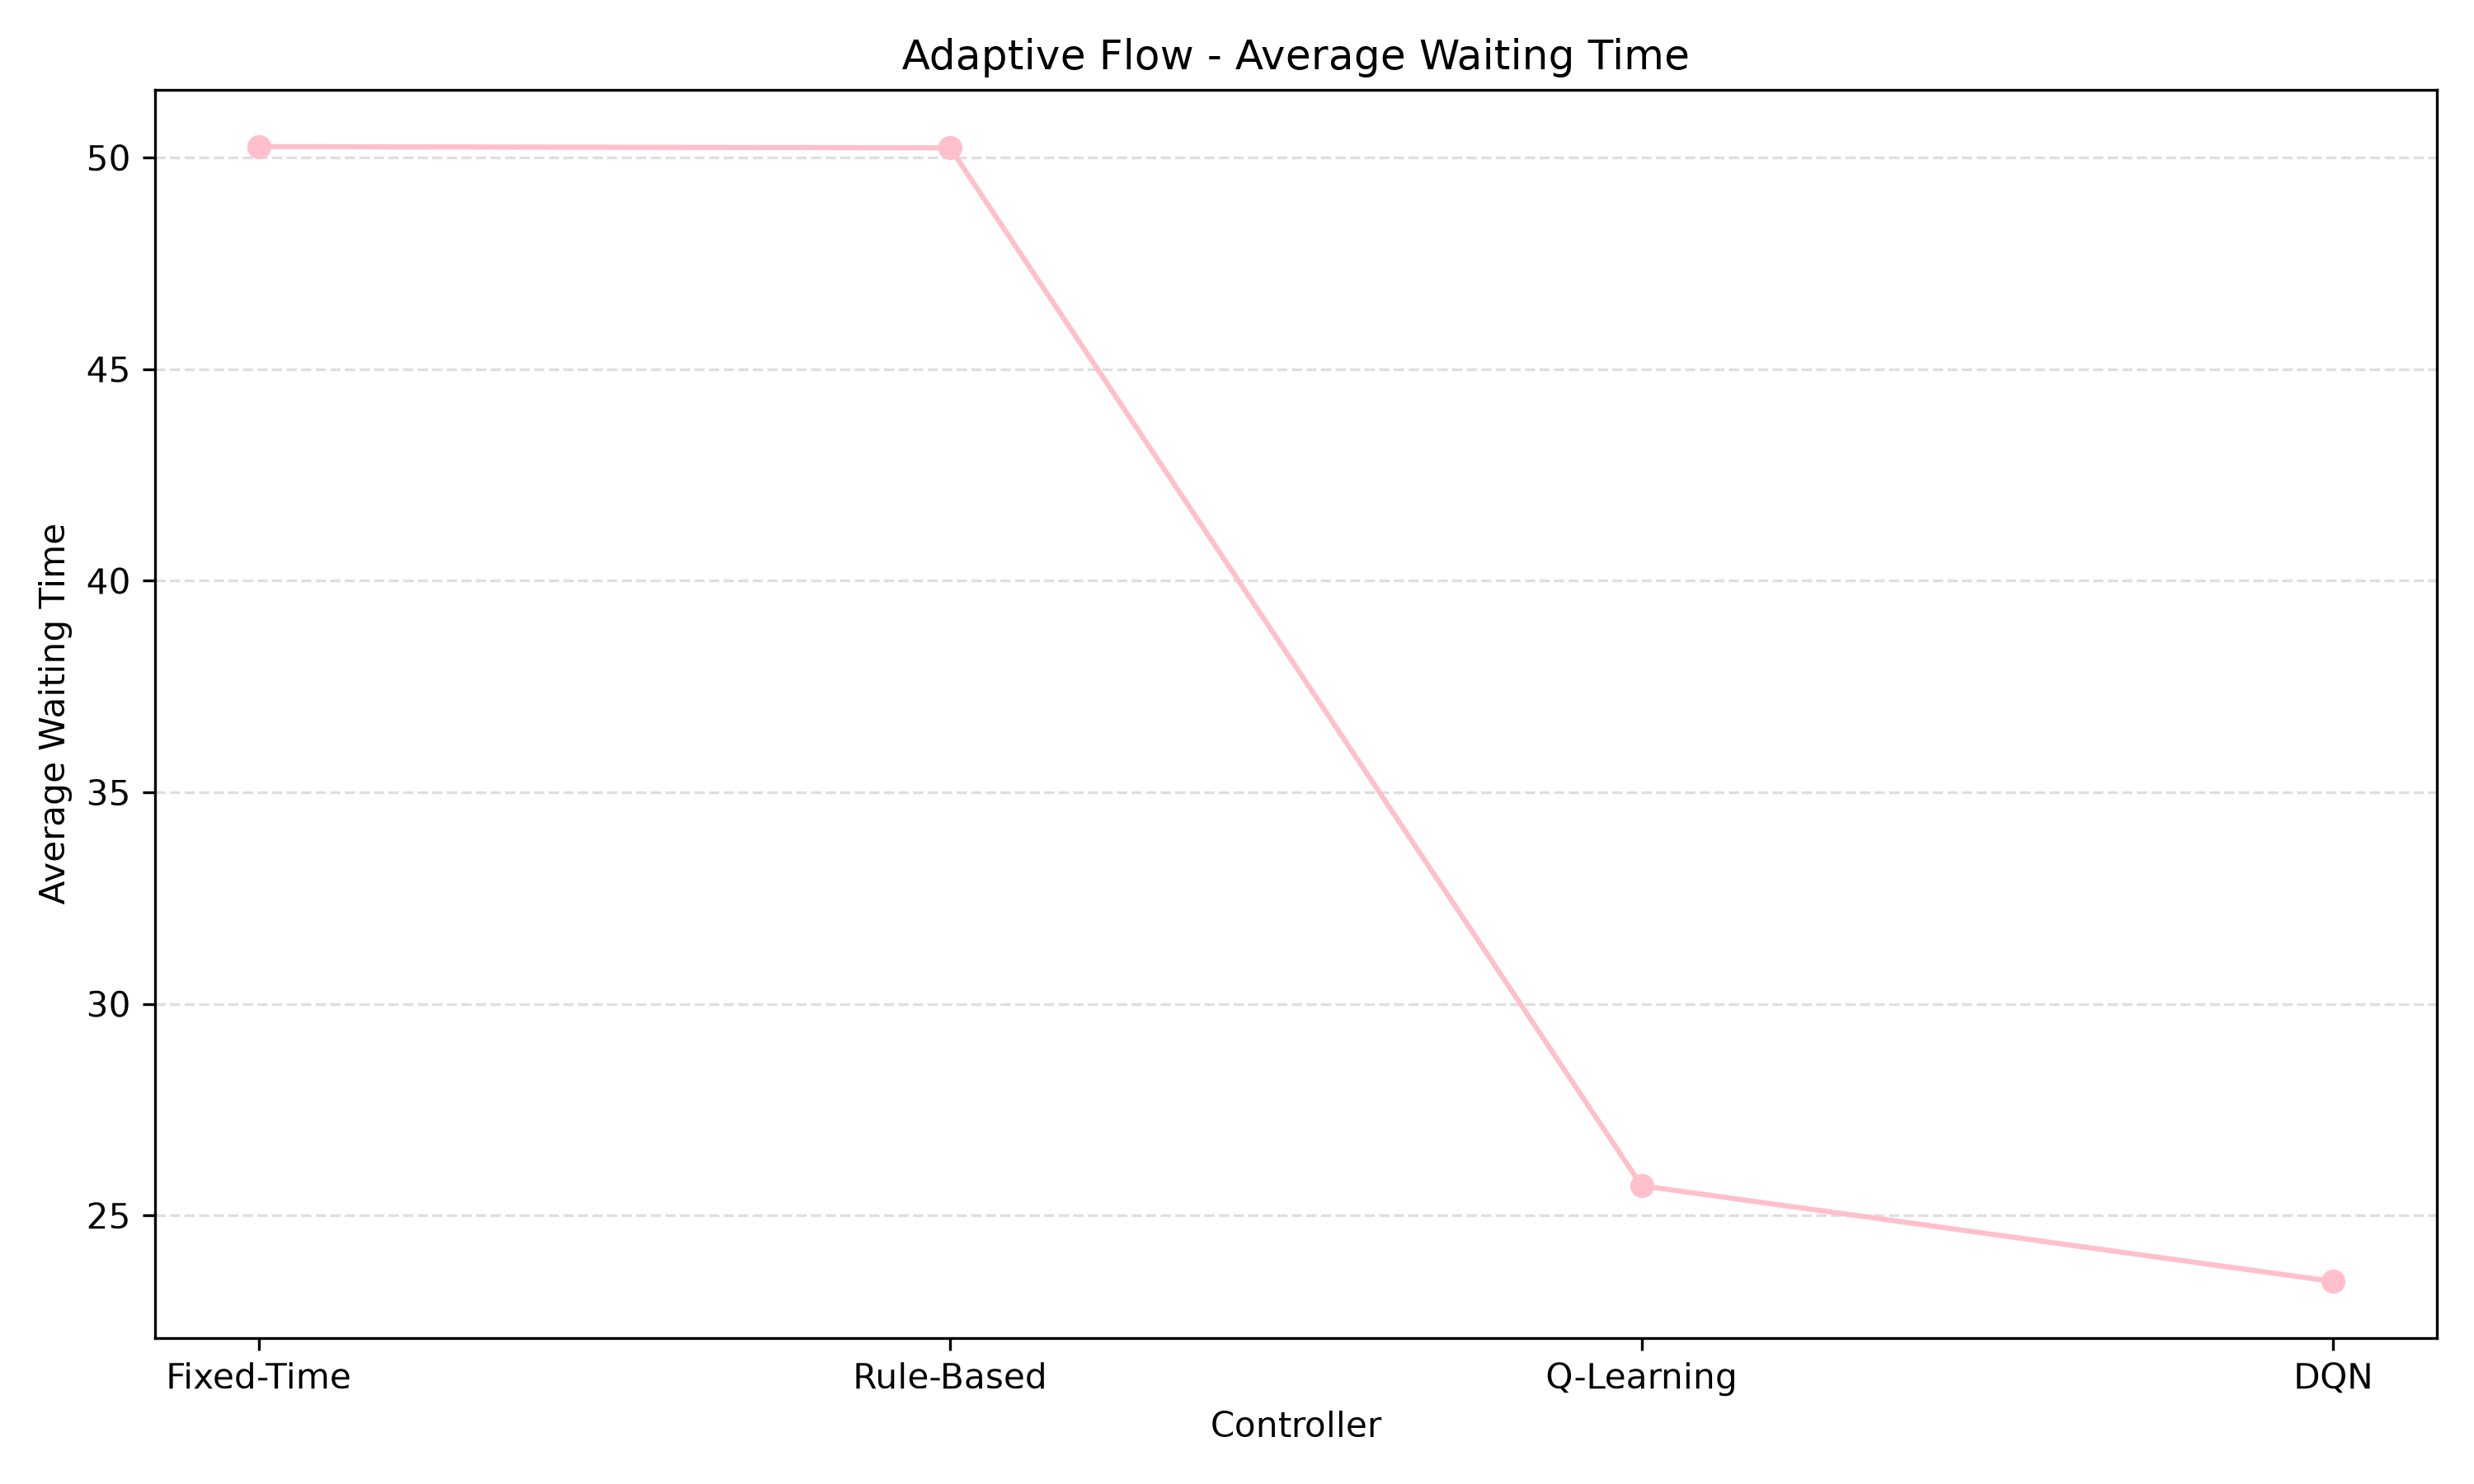 Adaptive Flow - Average Waiting Time
Average Waiting Time
50
45
40
35
30
25
Fixed-Time
Rule-Based
Q-Learning
DQN
Controller